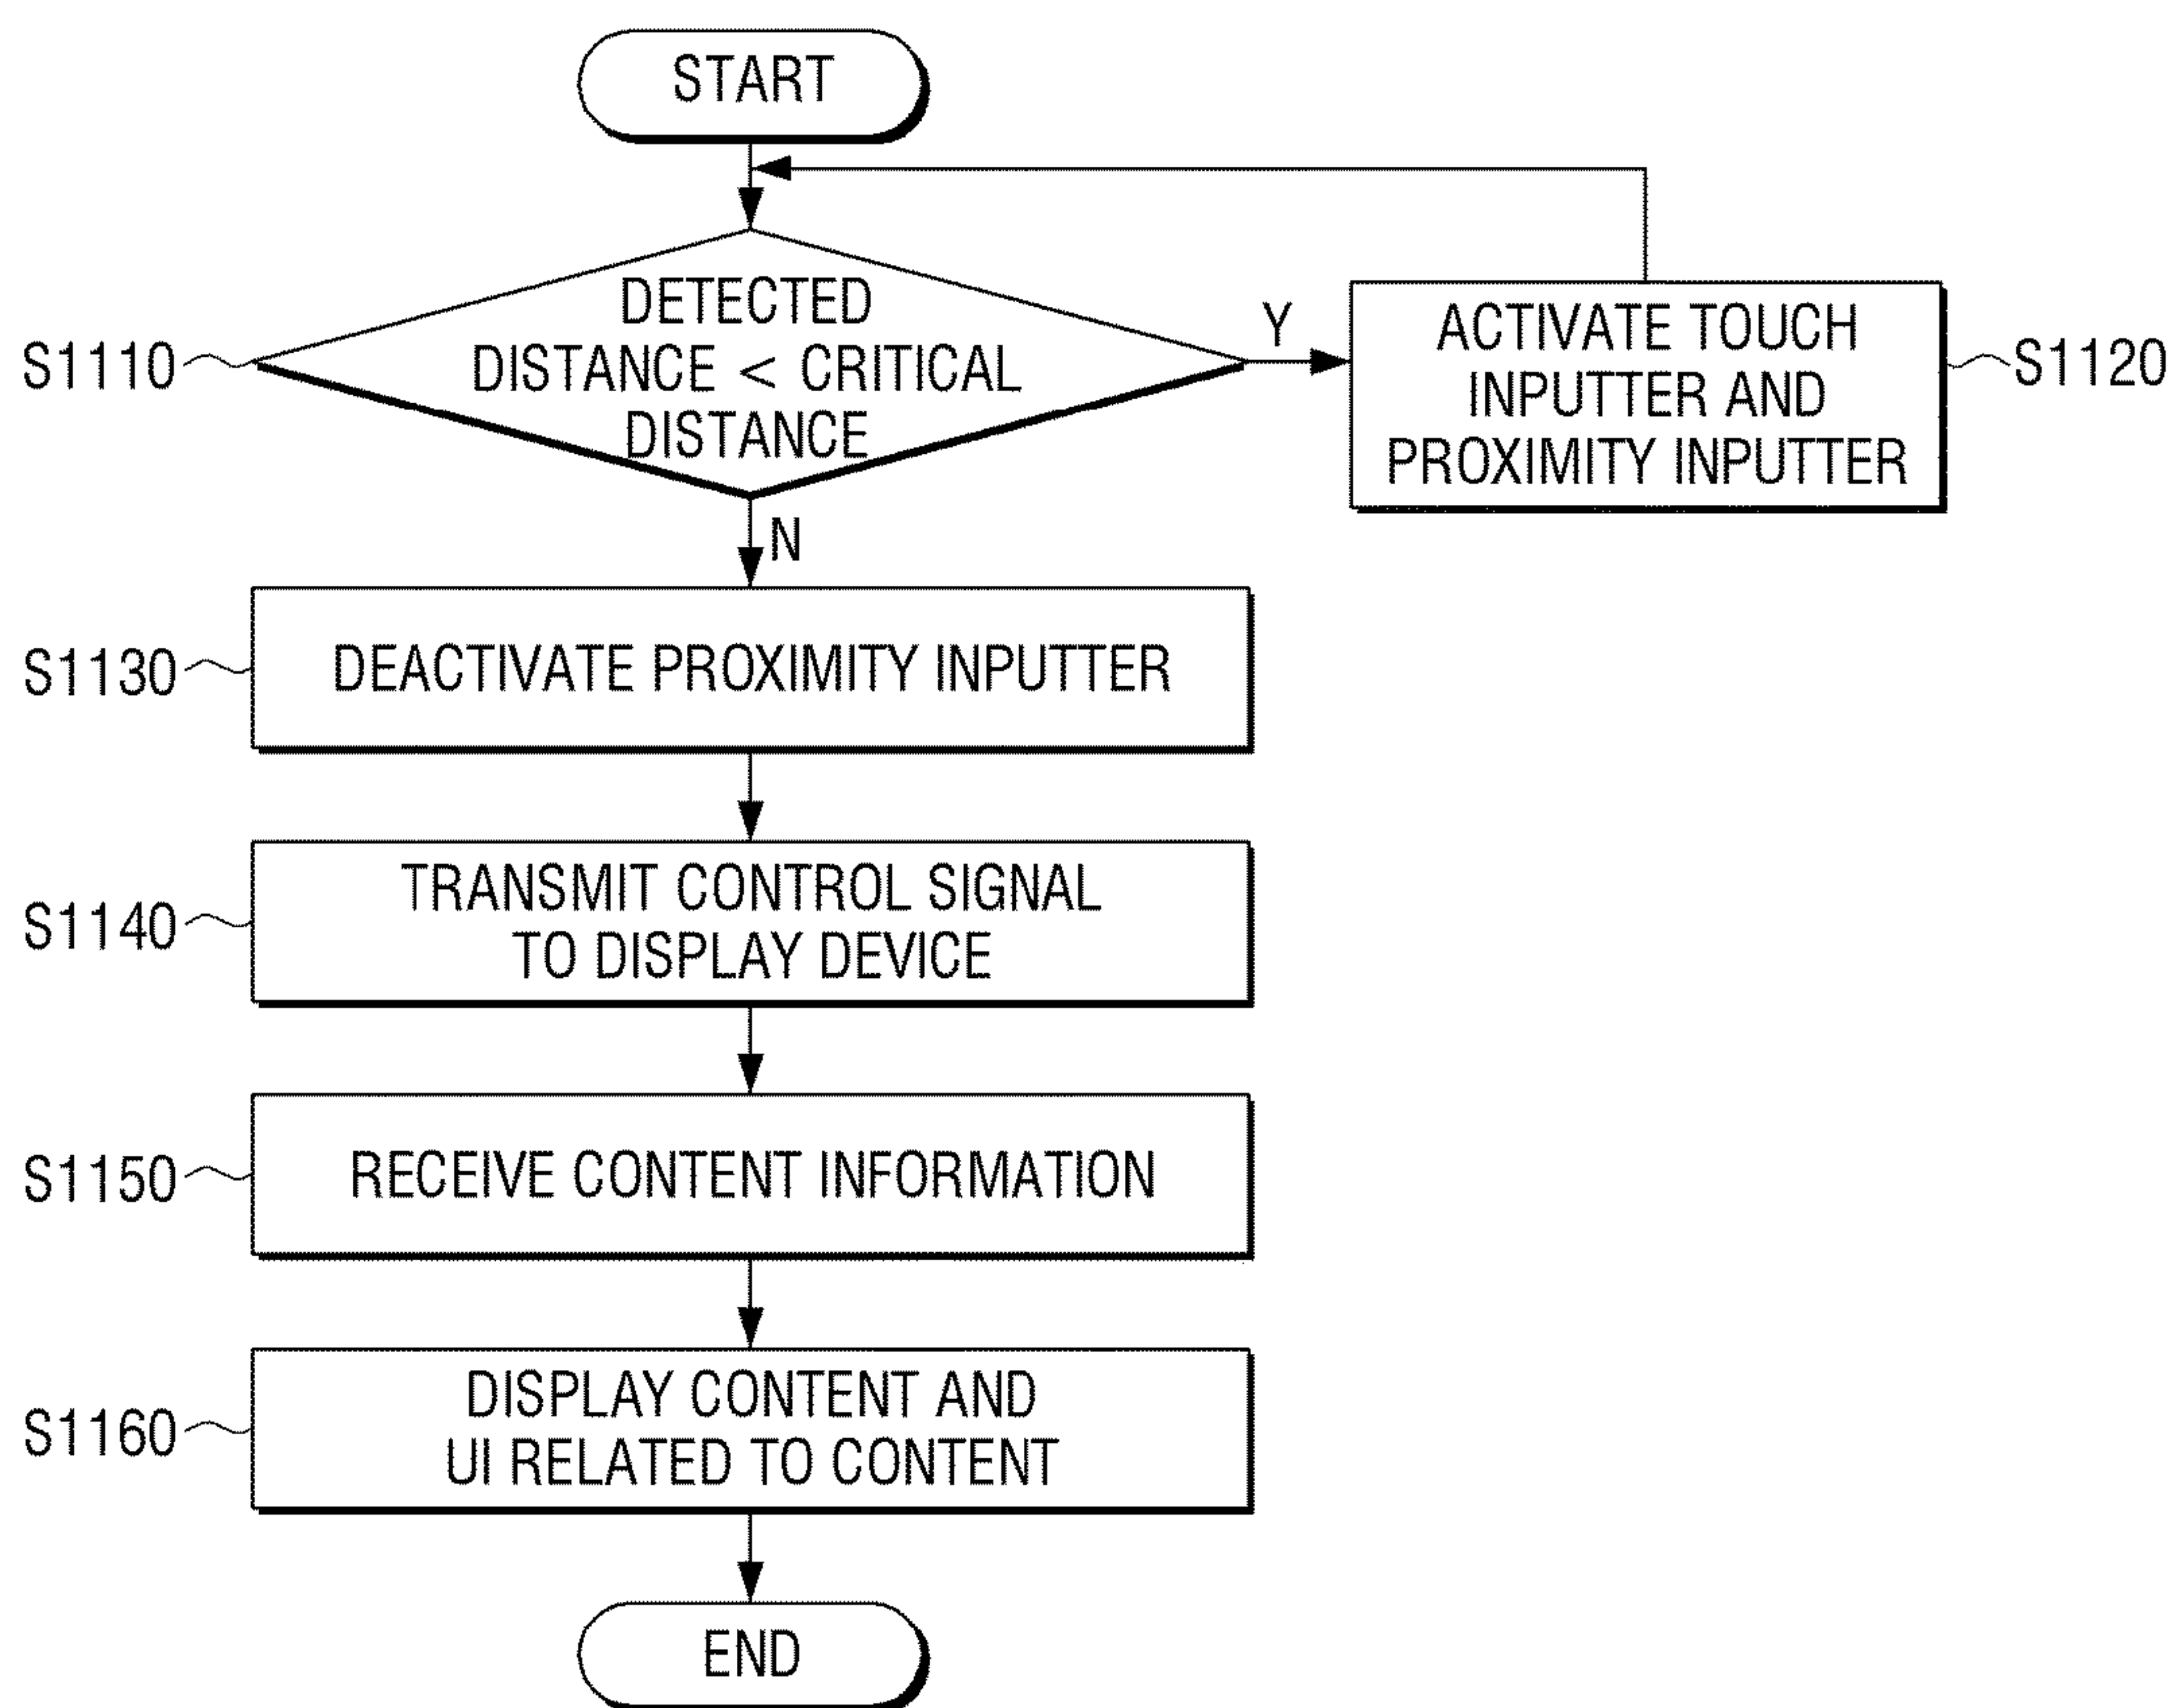 START
S1110
DETECTED
DISTANCE < CRITICAL
DISTANCE
Y
ACTIVATE TOUCH
INPUTTER AND
PROXIMITY INPUTTER
S1120
N
S1130
DEACTIVATE PROXIMITY INPUTTER
S1140
TRANSMIT CONTROL SIGNAL
TO DISPLAY DEVICE
S1150
RECEIVE CONTENT INFORMATION
S1160
DISPLAY CONTENT AND
UI RELATED TO CONTENT
END